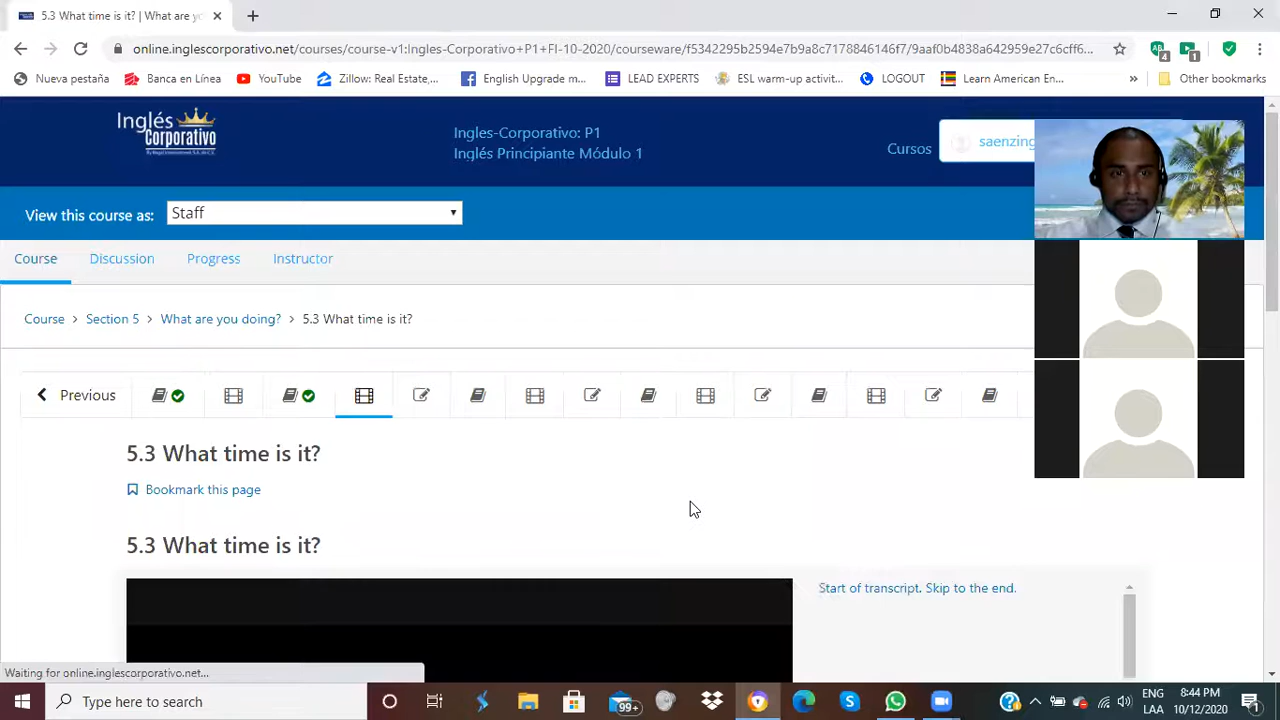 5.3 What time is it? | What are yo
online.inglescorporativo.net/courses/course-v1:Ingles-Corporativo+P1+FI-10-2020/courseware/f5342295b2594e7b9a8c7178846146f7/9aaf0b4838a642959e27c6cff6...
4
1
Nueva pestaña
Banca en Línea
YouTube
Zillow: Real Estate,...
English Upgrade m...
LEAD EXPERTS
ESL warm-up activit...
LOGOUT
Learn American En...
»
Other bookmarks
Inglés
Corporativo
Ingles-Corporativo: P1
Inglés Principiante Módulo 1
Cursos
saenzing
View this course as:
Staff
Course
Discussion
Progress
Instructor
Course > Section 5 > What are you doing? > 5.3 What time is it?
Previous
5.3 What time is it?
Bookmark this page
5.3 What time is it?
Start of transcript. Skip to the end.
Waiting for online.inglescorporativo.net...
Type here to search
99+
ENG
LAA
8:44 PM
10/12/2020
1